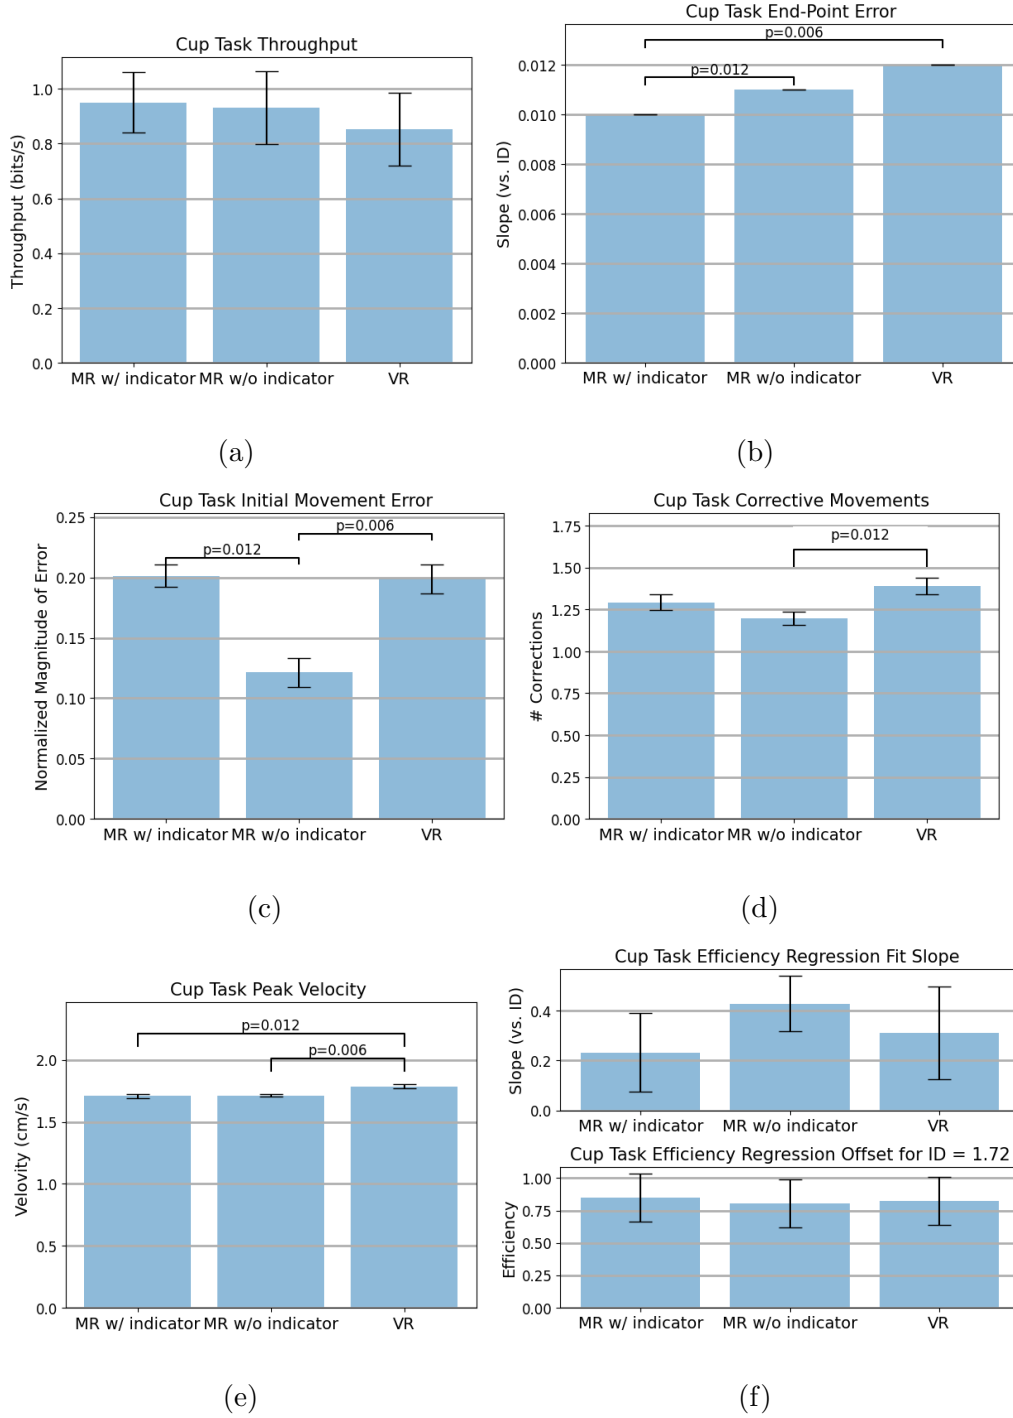 Cup Task Throughput
Throughput (bits/s)
1.0
0.8
0.6
0.4
0.2
0.0
MR w/ indicator MR w/o indicator VR
(a)
Cup Task End-Point Error
Slope (vs. ID)
p=0.006
p=0.012
0.012
0.010
0.008
0.006
0.004
0.002
0.000
MR w/ indicator MR w/o indicator VR
(b)
Cup Task Initial Movement Error
Normalized Magnitude of Error
0.25
p=0.006
p=0.012
0.20
0.15
0.10
0.05
0.00
MR w/ indicator MR w/o indicator VR
(c)
Cup Task Corrective Movements
# Corrections
1.75
p=0.012
1.50
1.25
1.00
0.75
0.50
0.25
0.00
MR w/ indicator MR w/o indicator VR
(d)
Cup Task Peak Velocity
Velovity (cm/s)
p=0.012
p=0.006
2.0
1.5
1.0
0.5
0.0
MR w/ indicator MR w/o indicator VR
(e)
Cup Task Efficiency Regression Fit Slope
Slope (vs. ID)
0.4
0.2
0.0
MR w/ indicator MR w/o indicator VR
Cup Task Efficiency Regression Offset for ID = 1.72
Efficiency
1.00
0.75
0.50
0.25
0.00
MR w/ indicator MR w/o indicator VR
(f)